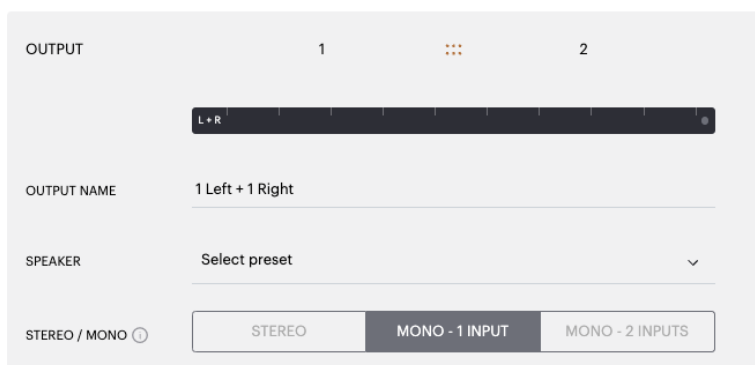 OUTPUT 1 2
L + R
OUTPUT NAME 1 Left + 1 Right
SPEAKER Select preset
STEREO / MONO STEREO MONO - 1 INPUT MONO - 2 INPUTS